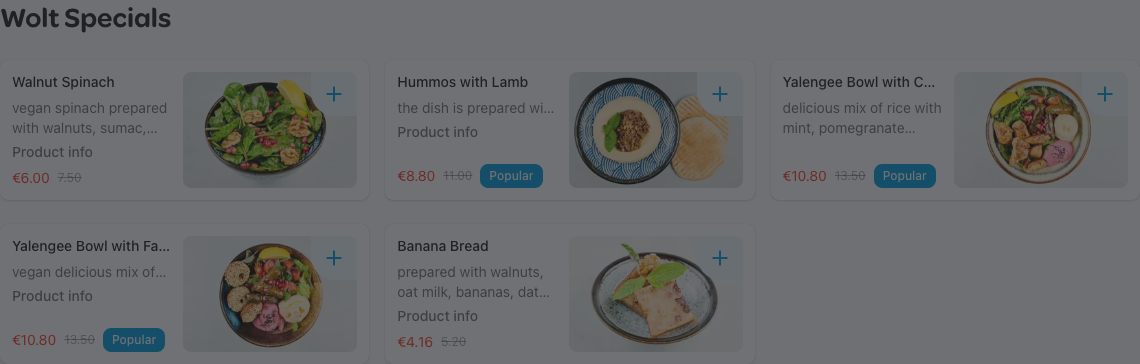 Wolt Specials
Walnut Spinach
vegan spinach prepared
with walnuts, sumac,...
Product info
€6.00 7.50
Hummos with Lamb
the dish is prepared wi...
Product info
€8.80 11.00 Popular
Yalengee Bowl with C...
delicious mix of rice with
mint, pomegranate...
€10.80 13.50 Popular
Yalengee Bowl with Fa...
vegan delicious mix of...
Product info
€10.80 13.50 Popular
Banana Bread
prepared with walnuts,
oat milk, bananas, dat...
Product info
€4.16 5.20